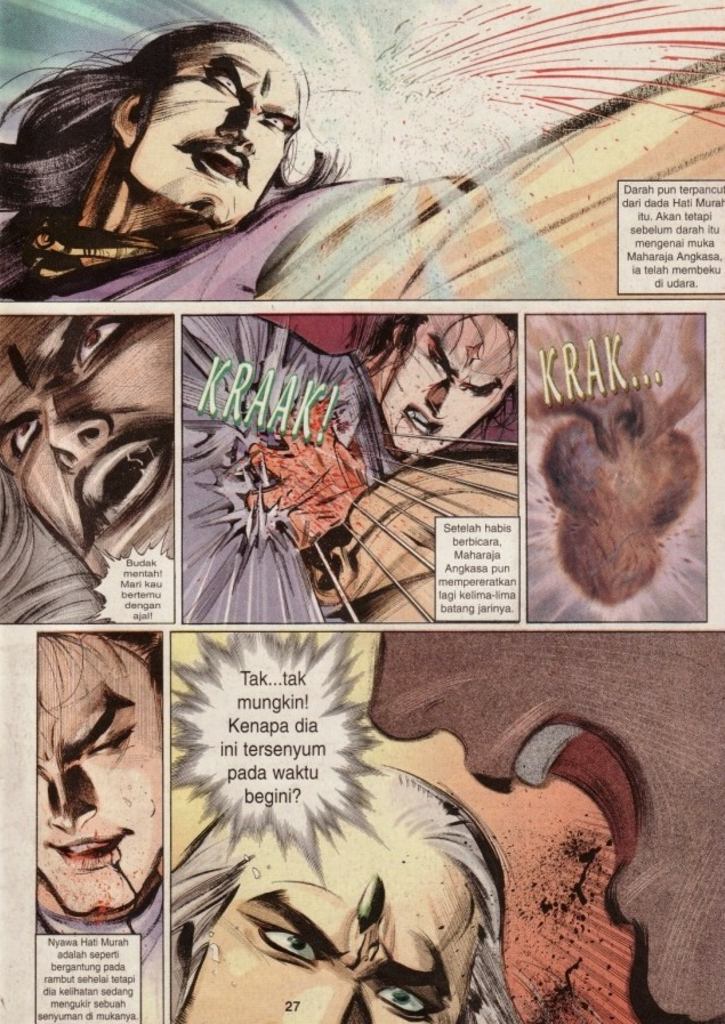 Darah pun terpancut
dari dada Hati Murah
itu. Akan tetapi
sebelum darah itu
mengenai muka
Maharaja Angkasa,
ia telah membeku
di udara.
Budak
mentah!
Mari kau
bertemu
dengan
ajal!
KRAAK!
Setelah habis
berbicara,
Maharaja
Angkasa pun
mempereratkan
lagi kelima-lima
batang jarinya.
KRAK...
Nyawa Hati Murah
adalah seperti
bergantung pada
rambut sehelai tetapi
dia kelihatan sedang
mengukir sebuah
senyuman di mukanya.
Tak...tak
mungkin!
Kenapa dia
ini tersenyum
pada waktu
begini?
27